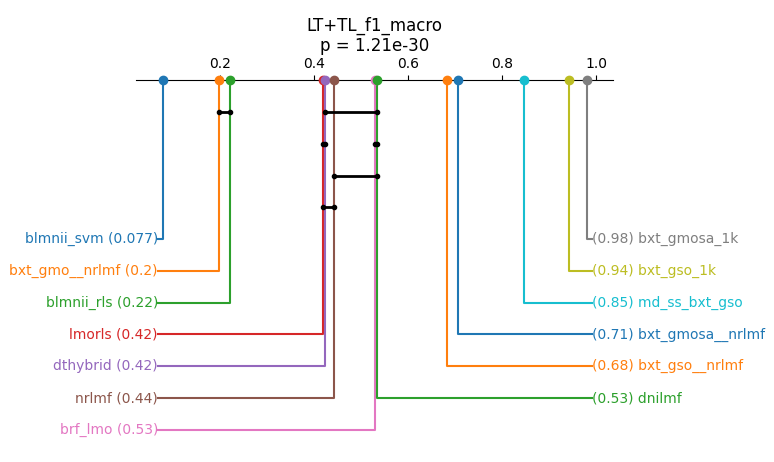 LT+TL_f1_macro
p = 1.21e-30
0.2 0.4 0.6 0.8 1.0
blmnii_svm (0.077)
(0.98) bxt_gmosa_1k
bxt_gmo__nrlmf (0.2)
(0.94) bxt_gso_1k
blmnii_rls (0.22)
(0.85) md_ss_bxt_gso
lmorls (0.42)
(0.71) bxt_gmosa__nrlmf
dthybrid (0.42)
(0.68) bxt_gso__nrlmf
nrlmf (0.44)
(0.53) dnilmf
brf_lmo (0.53)